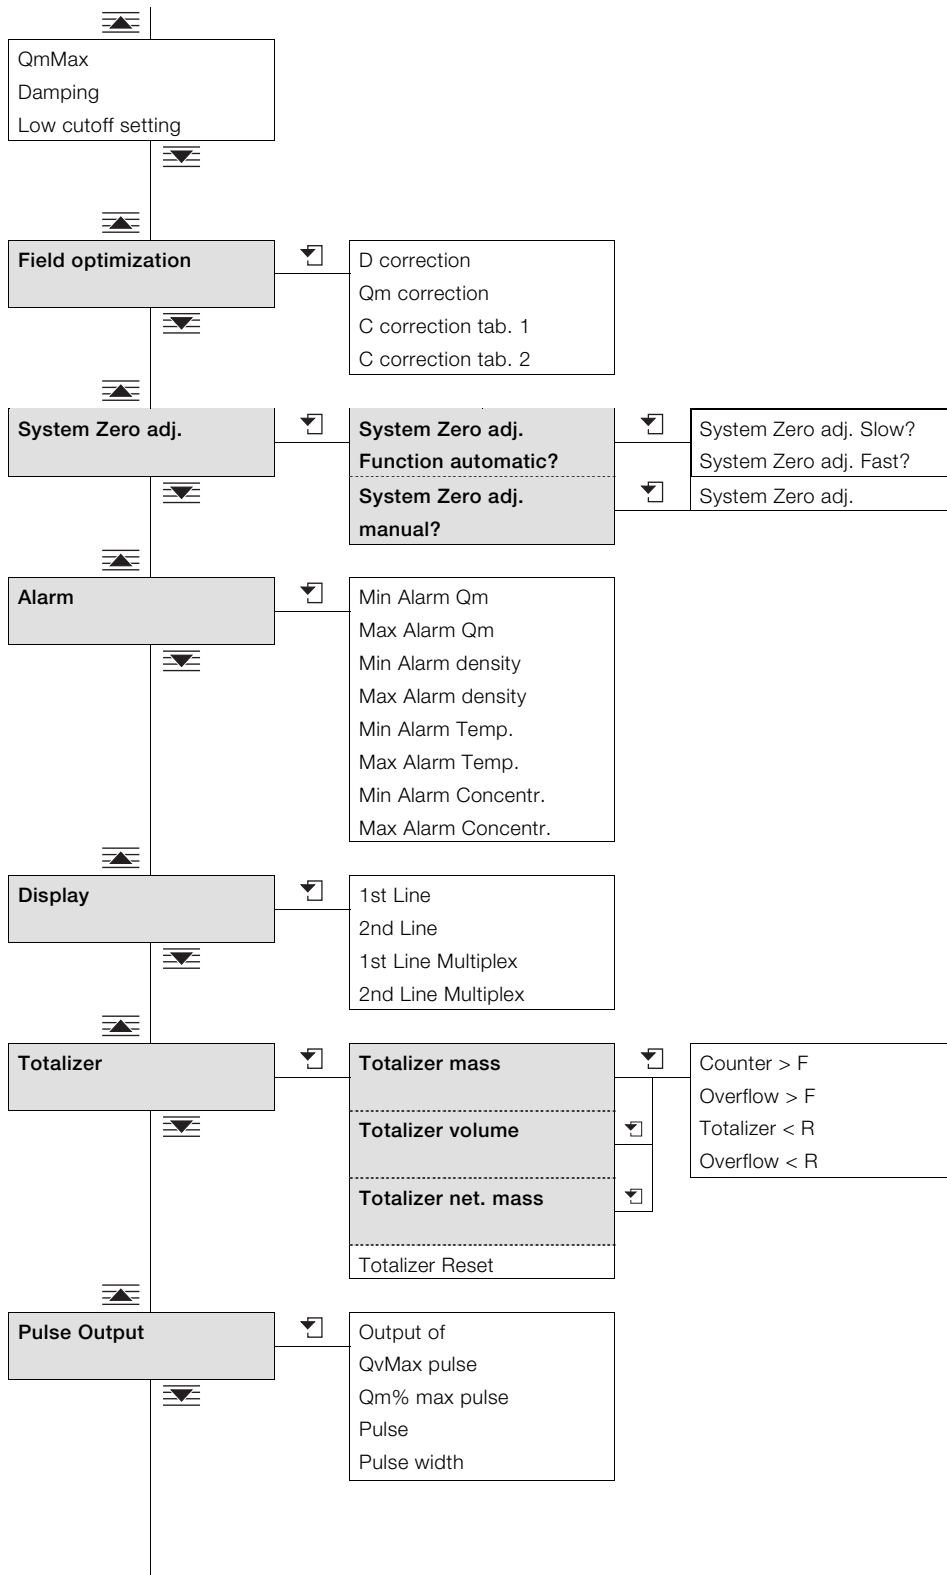 QmMax
Damping
Low cutoff setting
Field optimization
D correction
Qm correction
C correction tab. 1
C correction tab. 2
System Zero adj.
System Zero adj.
Function automatic?
System Zero adj. Slow?
System Zero adj. Fast?
System Zero adj.
manual?
System Zero adj.
Alarm
Min Alarm Qm
Max Alarm Qm
Min Alarm density
Max Alarm density
Min Alarm Temp.
Max Alarm Temp.
Min Alarm Concentr.
Max Alarm Concentr.
Display
1st Line
2nd Line
1st Line Multiplex
2nd Line Multiplex
Totalizer
Totalizer mass
Totalizer volume
Totalizer net. mass
Totalizer Reset
Counter > F
Overflow > F
Totalizer < R
Overflow < R
Pulse Output
Output of
QvMax pulse
Qm% max pulse
Pulse
Pulse width